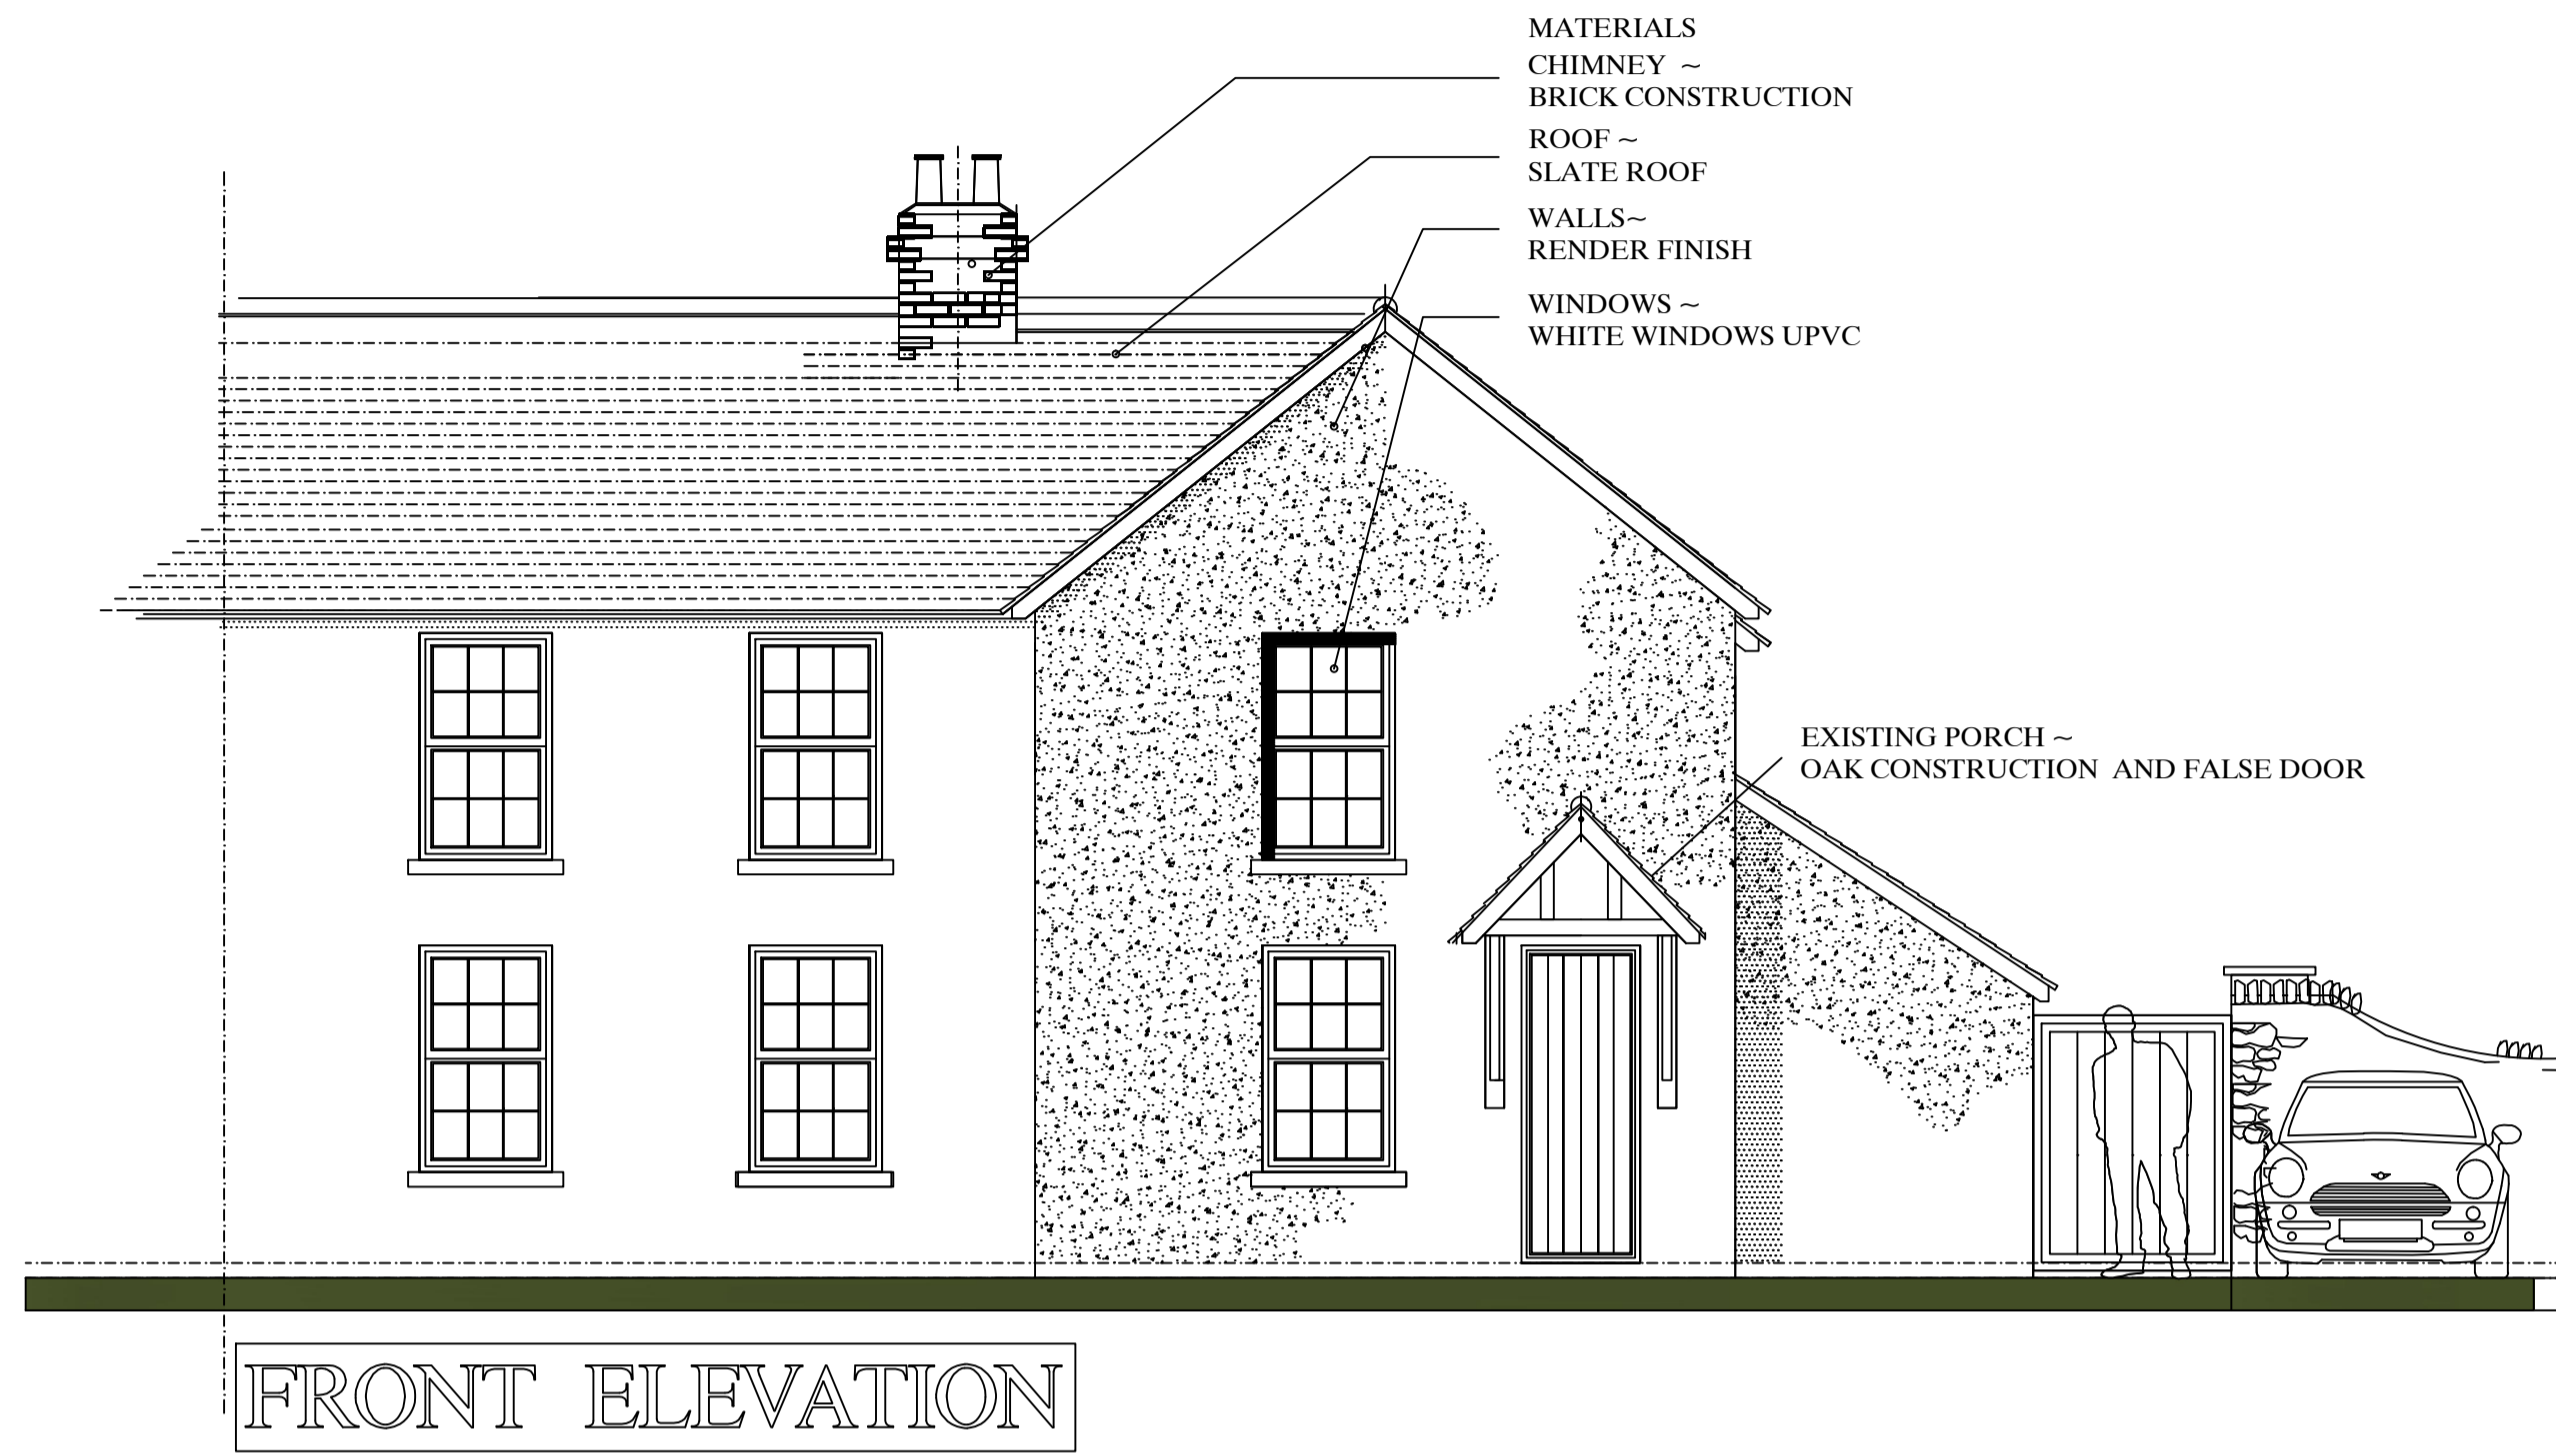 MATERIALS
CHIMNEY ~
BRICK CONSTRUCTION
ROOF ~
SLATE ROOF
WALLS~
RENDER FINISH
WINDOWS ~
WHITE WINDOWS UPVC
EXISTING PORCH ~
OAK CONSTRUCTION AND FALSE DOOR
FRONT ELEVATION